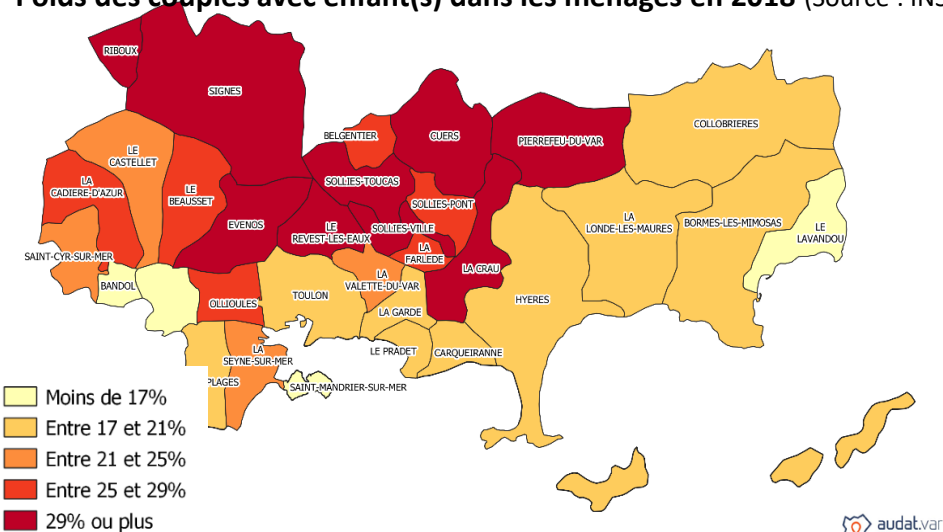 Poids des couples avec enfant(s) dans les ménages en 2018 (Source : INS
RIBOUX
SIGNES
BELGENTIER
CUERS
PIERREFEU-DU-VAR
COLLOBRIERES
LE
CASTELLET
LA
CADIERE-D'AZUR
LE
BEAUSSET
SOLLIES-TOUCAS
SOLLIES-PONT
EVENOS
LE
REVEST-LES-EAUX
SOLLIES-VILLE
LA
FARLEDE
LA
LONDE-LES-MAURES
BORMES-LES-MIMOSAS
LE
LAVANDOU
SAINT-CYR-SUR-MER
BANDOL
OLLIOULES
TOULON
LA
VALETTE-DU-VAR
LA CRAU
HYERES
LA GARDE
LE PRADET
CARQUEIRANNE
LA
SEYNE-SUR-MER
PLAGES
SAINT-MANDRIER-SUR-MER
Moins de 17%
Entre 17 et 21%
Entre 21 et 25%
Entre 25 et 29%
29% ou plus
audat.var